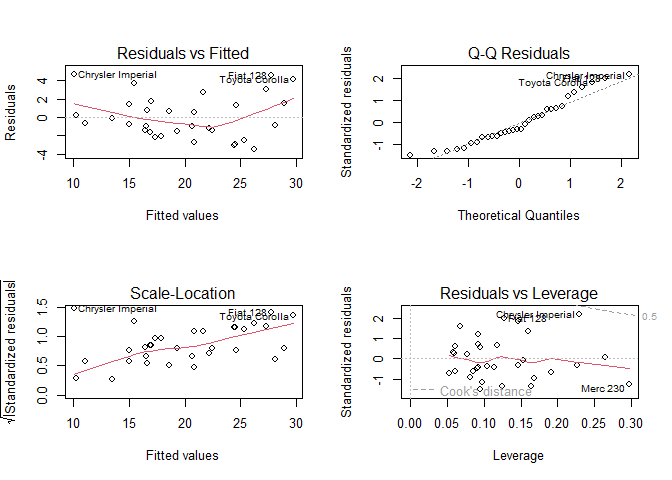 Residuals vs Fitted
Residuals
4
2
0
-4
Chrysler Imperial
Fiat 128
Toyota Corolla
10 15 20 25 30
Fitted values
Q-Q Residuals
Standardized residuals
2
1
0
-1
Chrysler Imperial
Fiat 128
Toyota Corolla
-2 -1 0 1 2
Theoretical Quantiles
Scale-Location
√|Standardized residuals|
1.5
1.0
0.5
0.0
Chrysler Imperial
Fiat 128
Toyota Corolla
10 15 20 25 30
Fitted values
Residuals vs Leverage
Standardized residuals
2
1
0
-1
Chrysler Imperial
Fiat 128
Merc 230
Cook's distance
0.5
0.00 0.05 0.10 0.15 0.20 0.25 0.30
Leverage